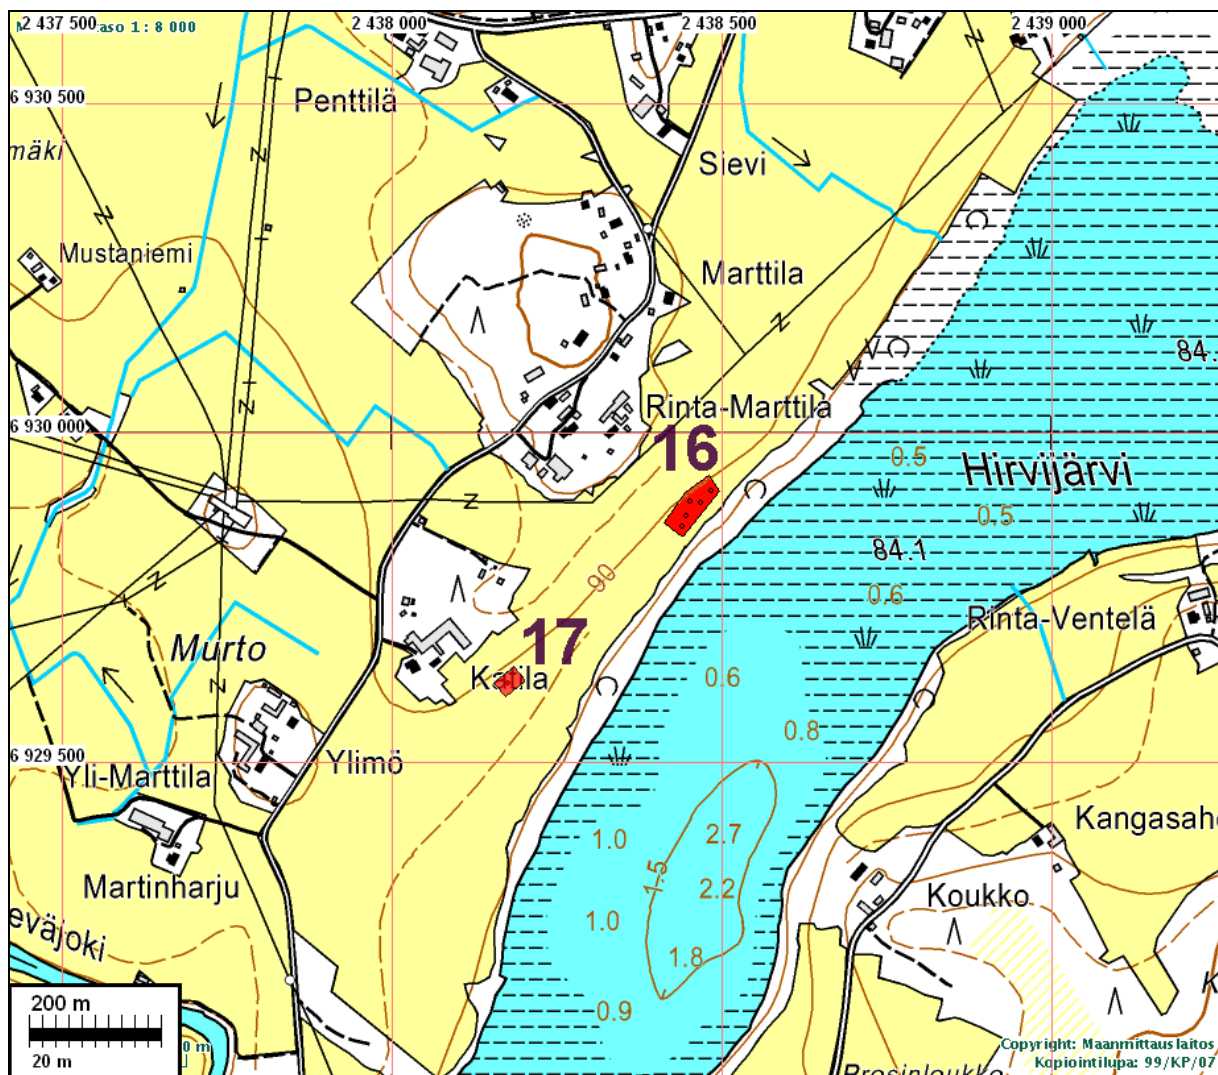 2 437 500
2 438 000
2 438 500
2 439 000
aso 1 : 8 000
6 930 500
Penttilä
mäki
Sievi
Mustaniemi
Marttila
84.
Rinta-Marttila
6 930 000
16
0.5
Hirvijärvi
0.5
84.1
90
0.6
Rinta-Ventelä
17
Murto
Katila
0.6
0.8
6 929 500
Ylimö
Yli-Marttila
Kangasaho
1.0
2.7
1.5
2.2
Martinharju
Koukko
1.0
eväjoki
1.8
K
0.9
200 m
20 m
0 m
Copyright: Maanmittauslaitos
Kopiointilupa: 99/KP/07